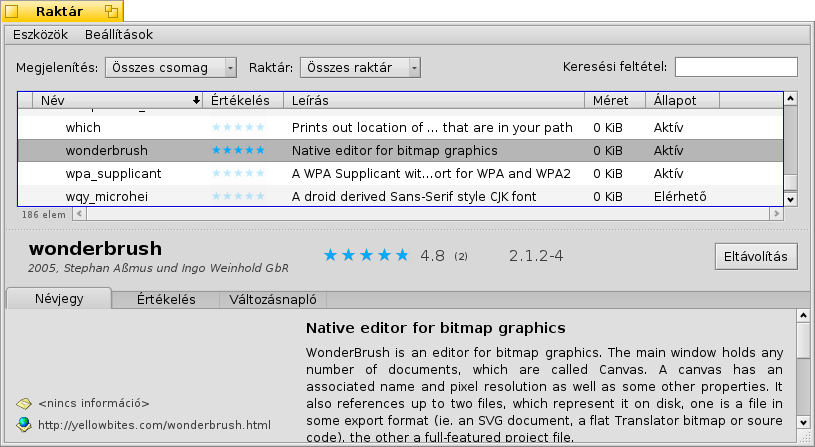 Raktár
Eszközök Beállítások
Megjelenítés: Összes csomag Raktár: Összes raktár Keresési feltétel:
Név Értékelés Leírás Méret Állapot
which Prints out location of ... that are in your path 0 KiB Aktív
wonderbrush Native editor for bitmap graphics 0 KiB Aktív
wpa_supplicant A WPA Supplicant wit...ort for WPA and WPA2 0 KiB Aktív
wqy_microhei A droid derived Sans-Serif style CJK font 0 KiB Elérhető
186 elem
wonderbrush 4.8 (2) 2.1.2-4 Eltávolítás
2005, Stephan Aßmus und Ingo Weinhold GbR
Névjegy Értékelés Változásnapló
Native editor for bitmap graphics
WonderBrush is an editor for bitmap graphics. The main window holds any
number of documents, which are called Canvas. A canvas has an
associated name and pixel resolution as well as some other properties. It
also references up to two files, which represent it on disk, one is a file in
some export format (ie. an SVG document, a flat Translator bitmap or soure
code), the other a full-featured project file.
<nincs információ>
http://yellowbites.com/wonderbrush.html